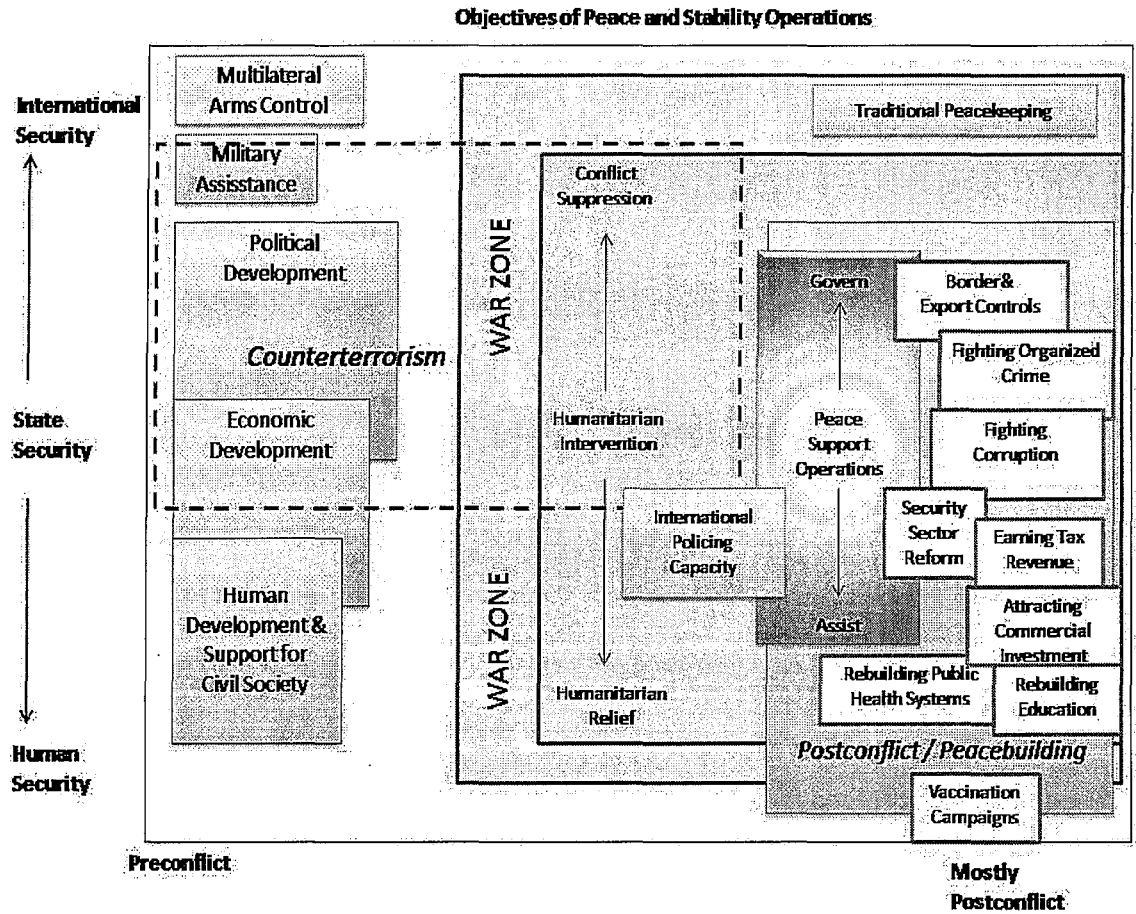 Objectives of Peace and Stability Operations
International
Security
State
Security
Human
Security
Multilateral
Arms Control
Military
Assisstance
Political
Development
Counterterrorism
Economic
Development
Human
Development &
Support for
Civil Society
WAR ZONE
WAR ZONE
Traditional Peacekeeping
Conflict
Suppression
Humanitarian
Intervention
Humanitarian
Relief
International
Policing
Capacity
Govern
Peace
Support
Operations
Assist
Border &
Export Controls
Fighting Organized
Crime
Fighting
Corruption
Security
Sector
Reform
Earning Tax
Revenue
Attracting
Commercial
Investment
Rebuilding Public
Health Systems
Rebuilding
Education
Postconflict / Peacebuilding
Vaccination
Campaigns
Preconflict
Mostly
Postconflict